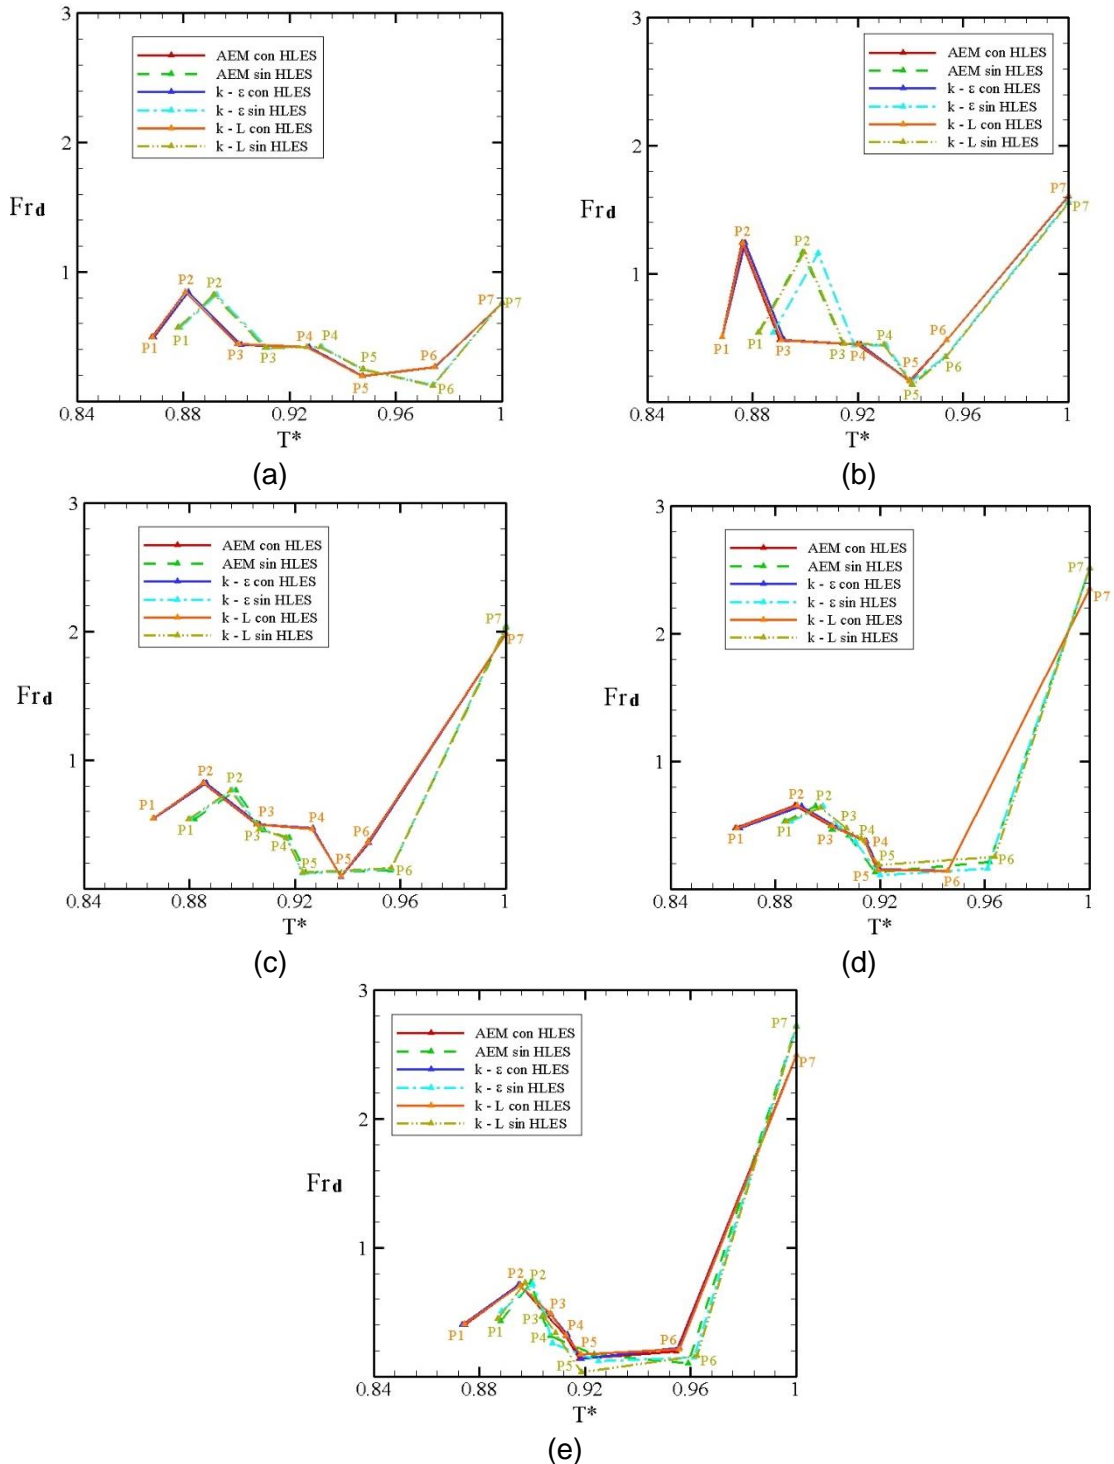 3
AEM con HLES
AEM sin HLES
k - ε con HLES
k - ε sin HLES
k - L con HLES
k - L sin HLES
2
Frd
1
P2 P2
P1 P1 P3 P3 P4 P4 P5 P5 P6 P6 P7 P7
0.84 0.88 0.92 0.96 1
T*
(a)
3
AEM con HLES
AEM sin HLES
k - ε con HLES
k - ε sin HLES
k - L con HLES
k - L sin HLES
2
Frd
P7 P7
1
P2 P2
P1 P1 P3 P3 P4 P4 P5 P5 P6 P6
0.84 0.88 0.92 0.96 1
T*
(b)
3
AEM con HLES
AEM sin HLES
k - ε con HLES
k - ε sin HLES
k - L con HLES
k - L sin HLES
2
P7
P7
Frd
1
P2 P2
P1 P1 P3 P3 P4 P4 P5 P5 P6 P6
0.84 0.88 0.92 0.96 1
T*
(c)
3
AEM con HLES
AEM sin HLES
k - ε con HLES
k - ε sin HLES
k - L con HLES
k - L sin HLES
P7
P7
2
Frd
1
P2 P2
P1 P1 P3 P3 P4 P4 P5 P5 P6 P6
0.84 0.88 0.92 0.96 1
T*
(d)
3
AEM con HLES
AEM sin HLES
k - ε con HLES
k - ε sin HLES
k - L con HLES
k - L sin HLES
P7
P7
2
Frd
1
P2 P2
P1 P1 P3 P3 P4 P4 P5 P5 P6 P6
0.84 0.88 0.92 0.96 1
T*
(e)